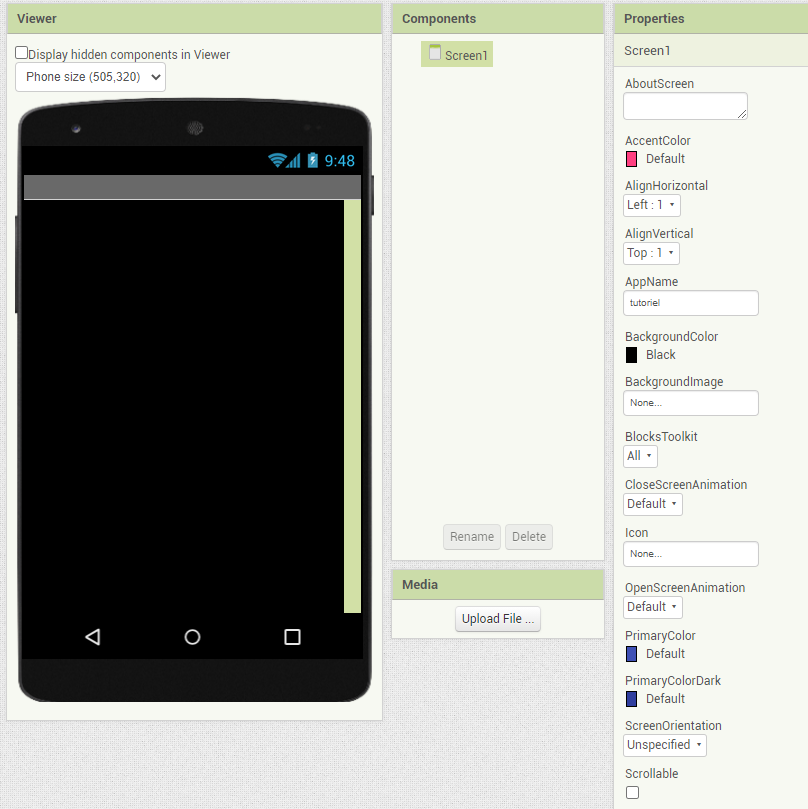 Viewer
Display hidden components in Viewer
Phone size (505,320)
9:48
Components
Screen1
Rename
Delete
Media
Upload File ...
Properties
Screen1
AboutScreen
AccentColor
Default
AlignHorizontal
Left : 1
AlignVertical
Top : 1
AppName
tutoriel
BackgroundColor
Black
BackgroundImage
None...
BlocksToolkit
All
CloseScreenAnimation
Default
Icon
None...
OpenScreenAnimation
Default
PrimaryColor
Default
PrimaryColorDark
Default
ScreenOrientation
Unspecified
Scrollable